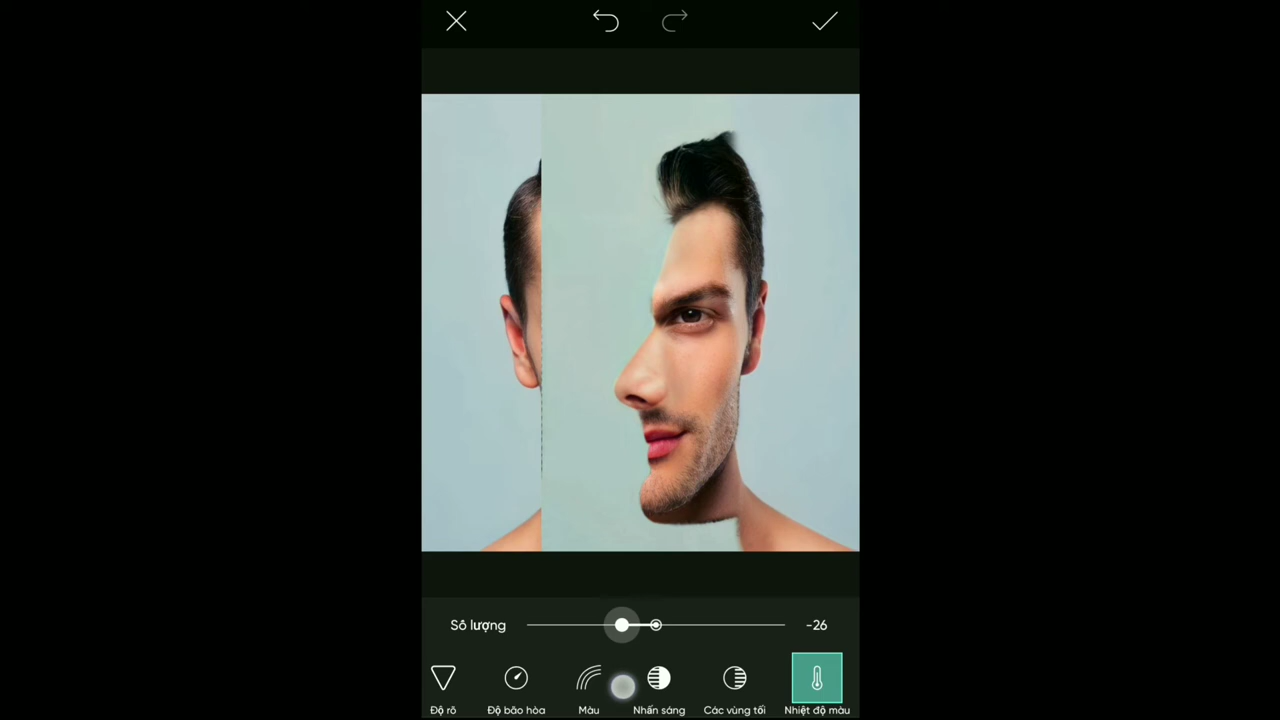 Số lượng -26
Độ rõ Độ bão hòa Màu Nhấn sáng Các vùng tối Nhiệt độ màu